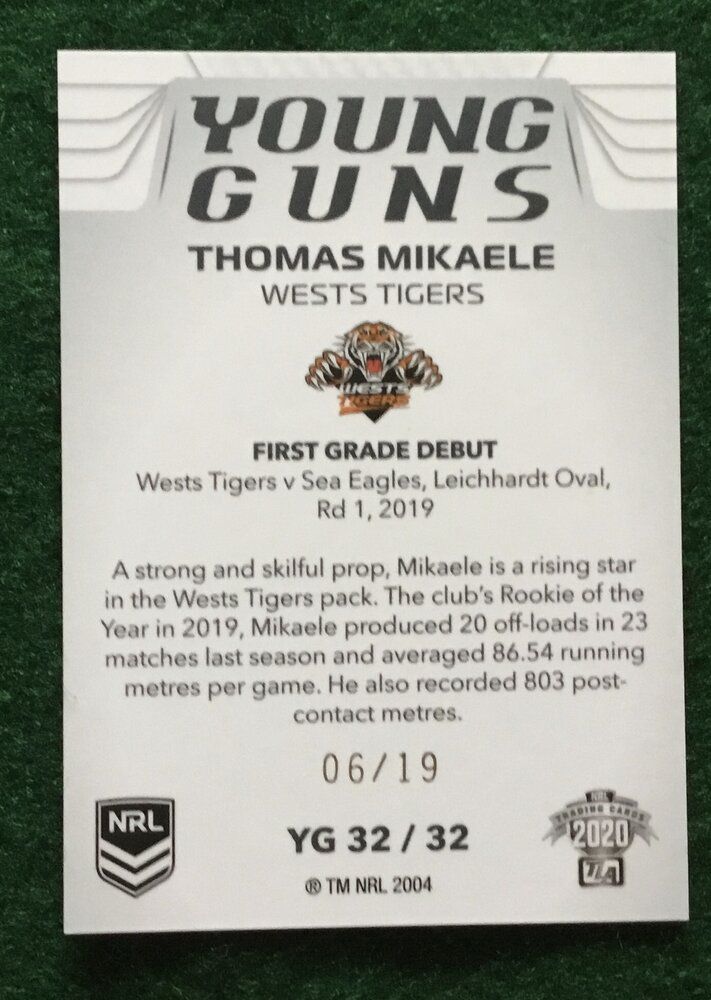 YOUNG
GUNS
THOMAS MIKAELE
WESTS TIGERS
WESTS
TIGERS
FIRST GRADE DEBUT
Wests Tigers v Sea Eagles, Leichhardt Oval,
Rd 1, 2019
A strong and skilful prop, Mikaele is a rising star
in the Wests Tigers pack. The club's Rookie of the
Year in 2019, Mikaele produced 20 off-loads in 23
matches last season and averaged 86.54 running
metres per game. He also recorded 803 post-
contact metres.
06/19
NRL
YG 32 / 32
® TM NRL 2004
NRL
TRADING CARDS
2020
TLA